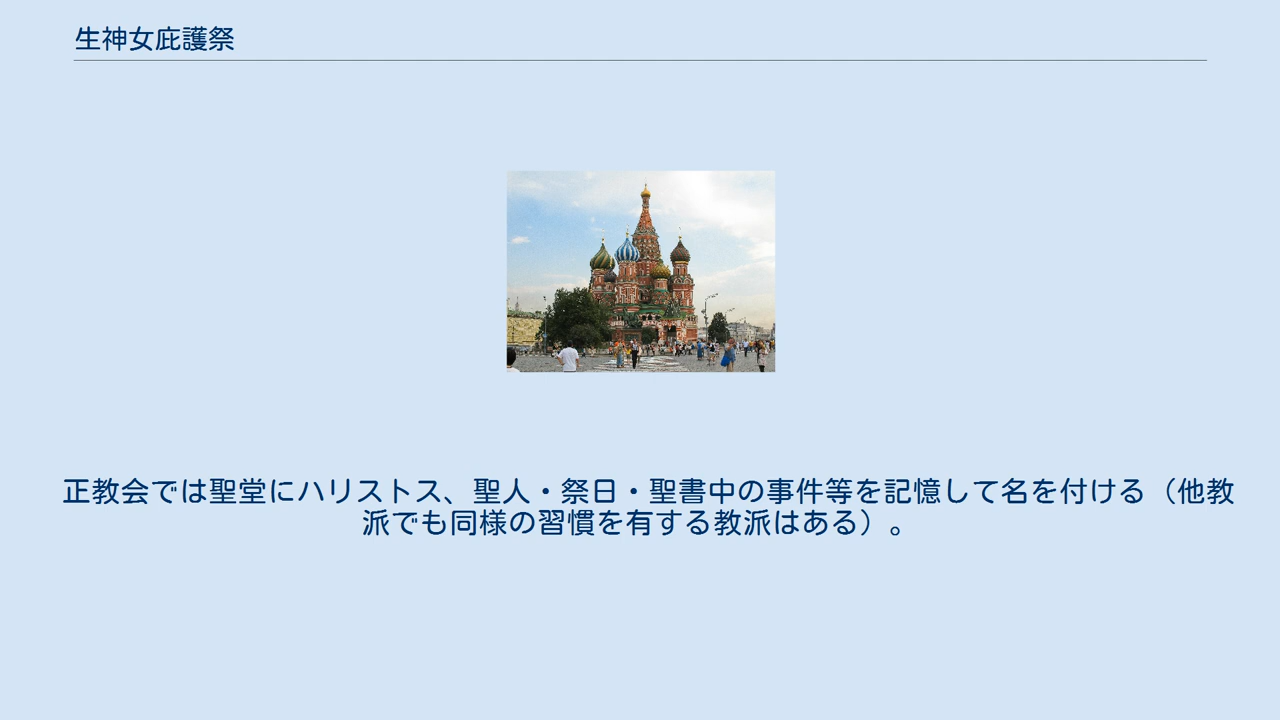 生神女庇護祭
正教会では聖堂にハリストス、聖人・祭日・聖書中の事件等を記憶して名を付ける（他教
派でも同様の習慣を有する教派はある）。